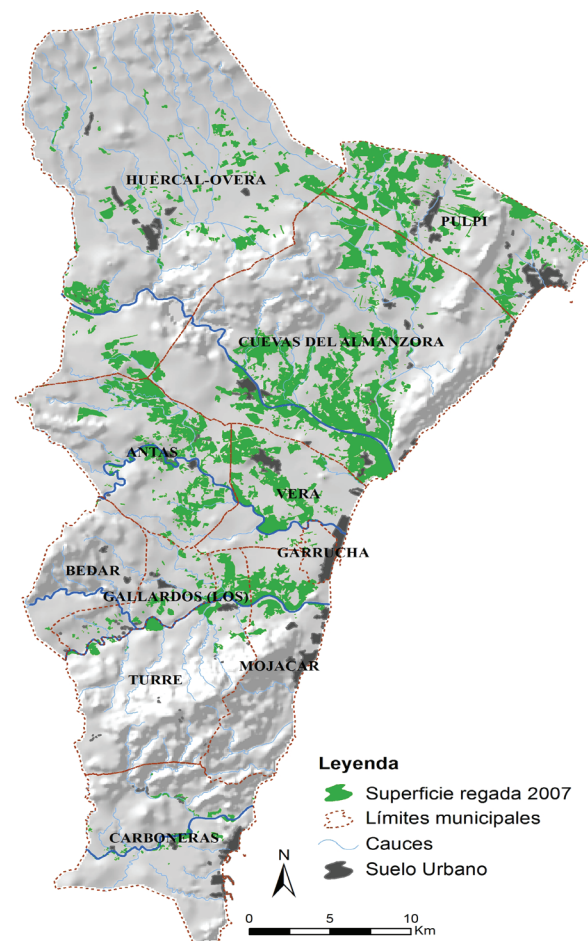 HUERCAL-OVERA
PULPI
CUEVAS DEL ALMANZORA
ANTAS
VERA
GARRUCHA
BEDAR
GALLARDOS (LOS)
TURRE
MOJACAR
CARBONERAS
Leyenda
Superficie regada 2007
Límites municipales
Cauces
Suelo Urbano
N
0 5 10
Km